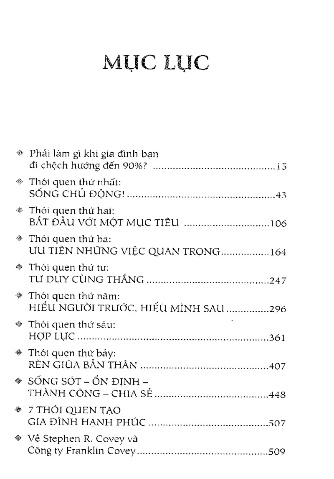 MỤC LỤC
Phải làm gì khi gia đình bạn
đi chệch hướng đến 90%? ...........................................15
Thói quen thứ nhất:
SỐNG CHỦ ĐỘNG!.....................................................43
Thói quen thứ hai:
BẮT ĐẦU VỚI MỘT MỤC TIÊU ..............................106
Thói quen thứ ba:
ƯU TIÊN NHỮNG VIỆC QUAN TRỌNG.................164
Thói quen thứ tư:
TƯ DUY CÙNG THẮNG ...........................................247
Thói quen thứ năm:
HIỂU NGƯỜI TRƯỚC, HIỂU MÌNH SAU ...............296
Thói quen thứ sáu:
HỢP LỰC .........................................................361
Thói quen thứ bảy:
RÈN GIŨA BẢN THÂN ..............................................407
SỐNG SÓT – ỔN ĐỊNH –
THÀNH CÔNG – CHIA SẺ ........................................448
7 THÓI QUEN TẠO
GIA ĐÌNH HẠNH PHÚC............................................507
Về Stephen R. Covey và
Công ty Franklin Covey..............................................509